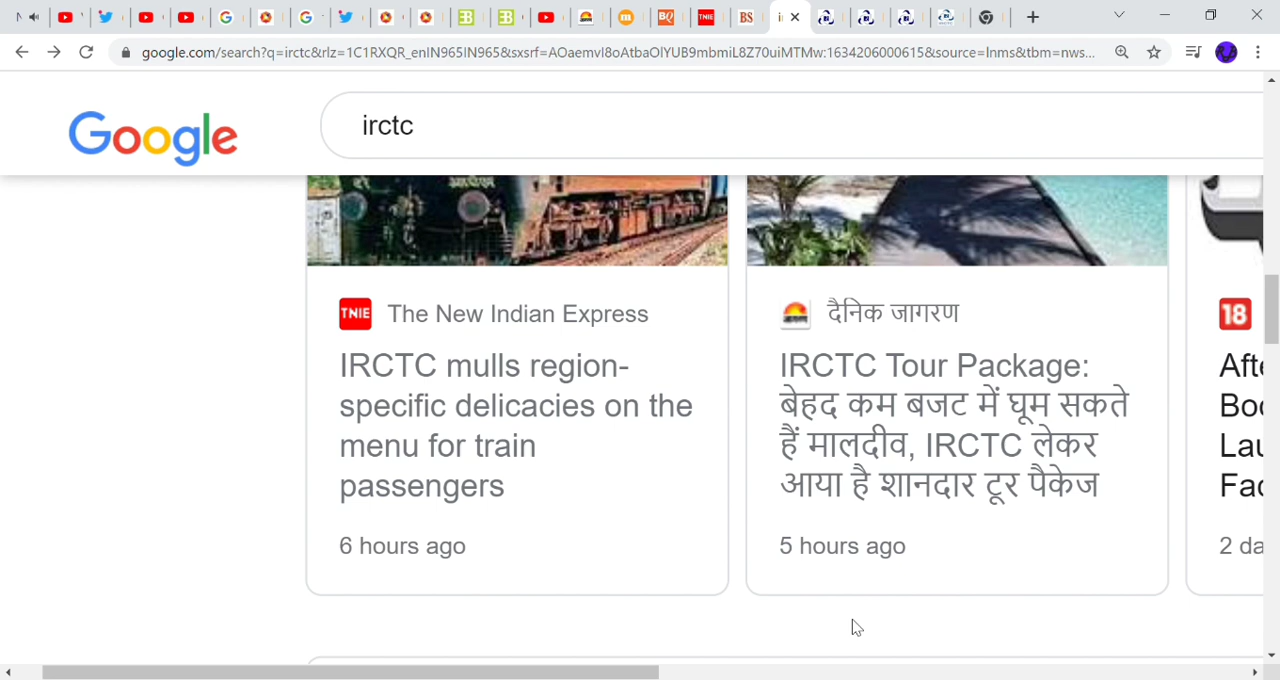 google.com/search?q=irctc&rlz=1C1RXQR_enIN965IN965&sxsrf=AOaemvI8oAtbaOlYUB9mbmiL8Z70uiMTMw:1634206000615&source=lnms&tbm=nws...
Google
irctc
TNIE The New Indian Express
IRCTC mulls region-
specific delicacies on the
menu for train
passengers
6 hours ago
दैनिक जागरण
IRCTC Tour Package:
बेहद कम बजट में घूम सकते
हैं मालदीव, IRCTC लेकर
आया है शानदार टूर पैकेज
5 hours ago
18
Afte
Boo
Lau
Fac
2 da